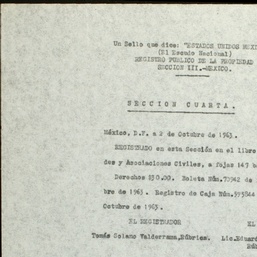 Un Sello que dice: "ESTADOS UNIDOS MEXI
(El Escudo Nacional)
REGISTRO PUBLICO DE LA PROPIEDAD
SECCION III.-MEXICO.
SECCION CUARTA.
México, D.F. a 2 de Octubre de 1963.
REGISTRADO en esta Sección en el libro
des y Asociaciones Civiles, a fojas 147 b
Derechos $50.00. Boleta Núm.
bre de 1963. Registro de Caja Núm.
Octubre de 1963.
EL REGISTRADOR EL
Tomás Solano Valderrama,Rúbrica. Lic.Eduard
Rúb